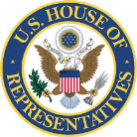 U.S. HOUSE OF
REPRESENTATIVES